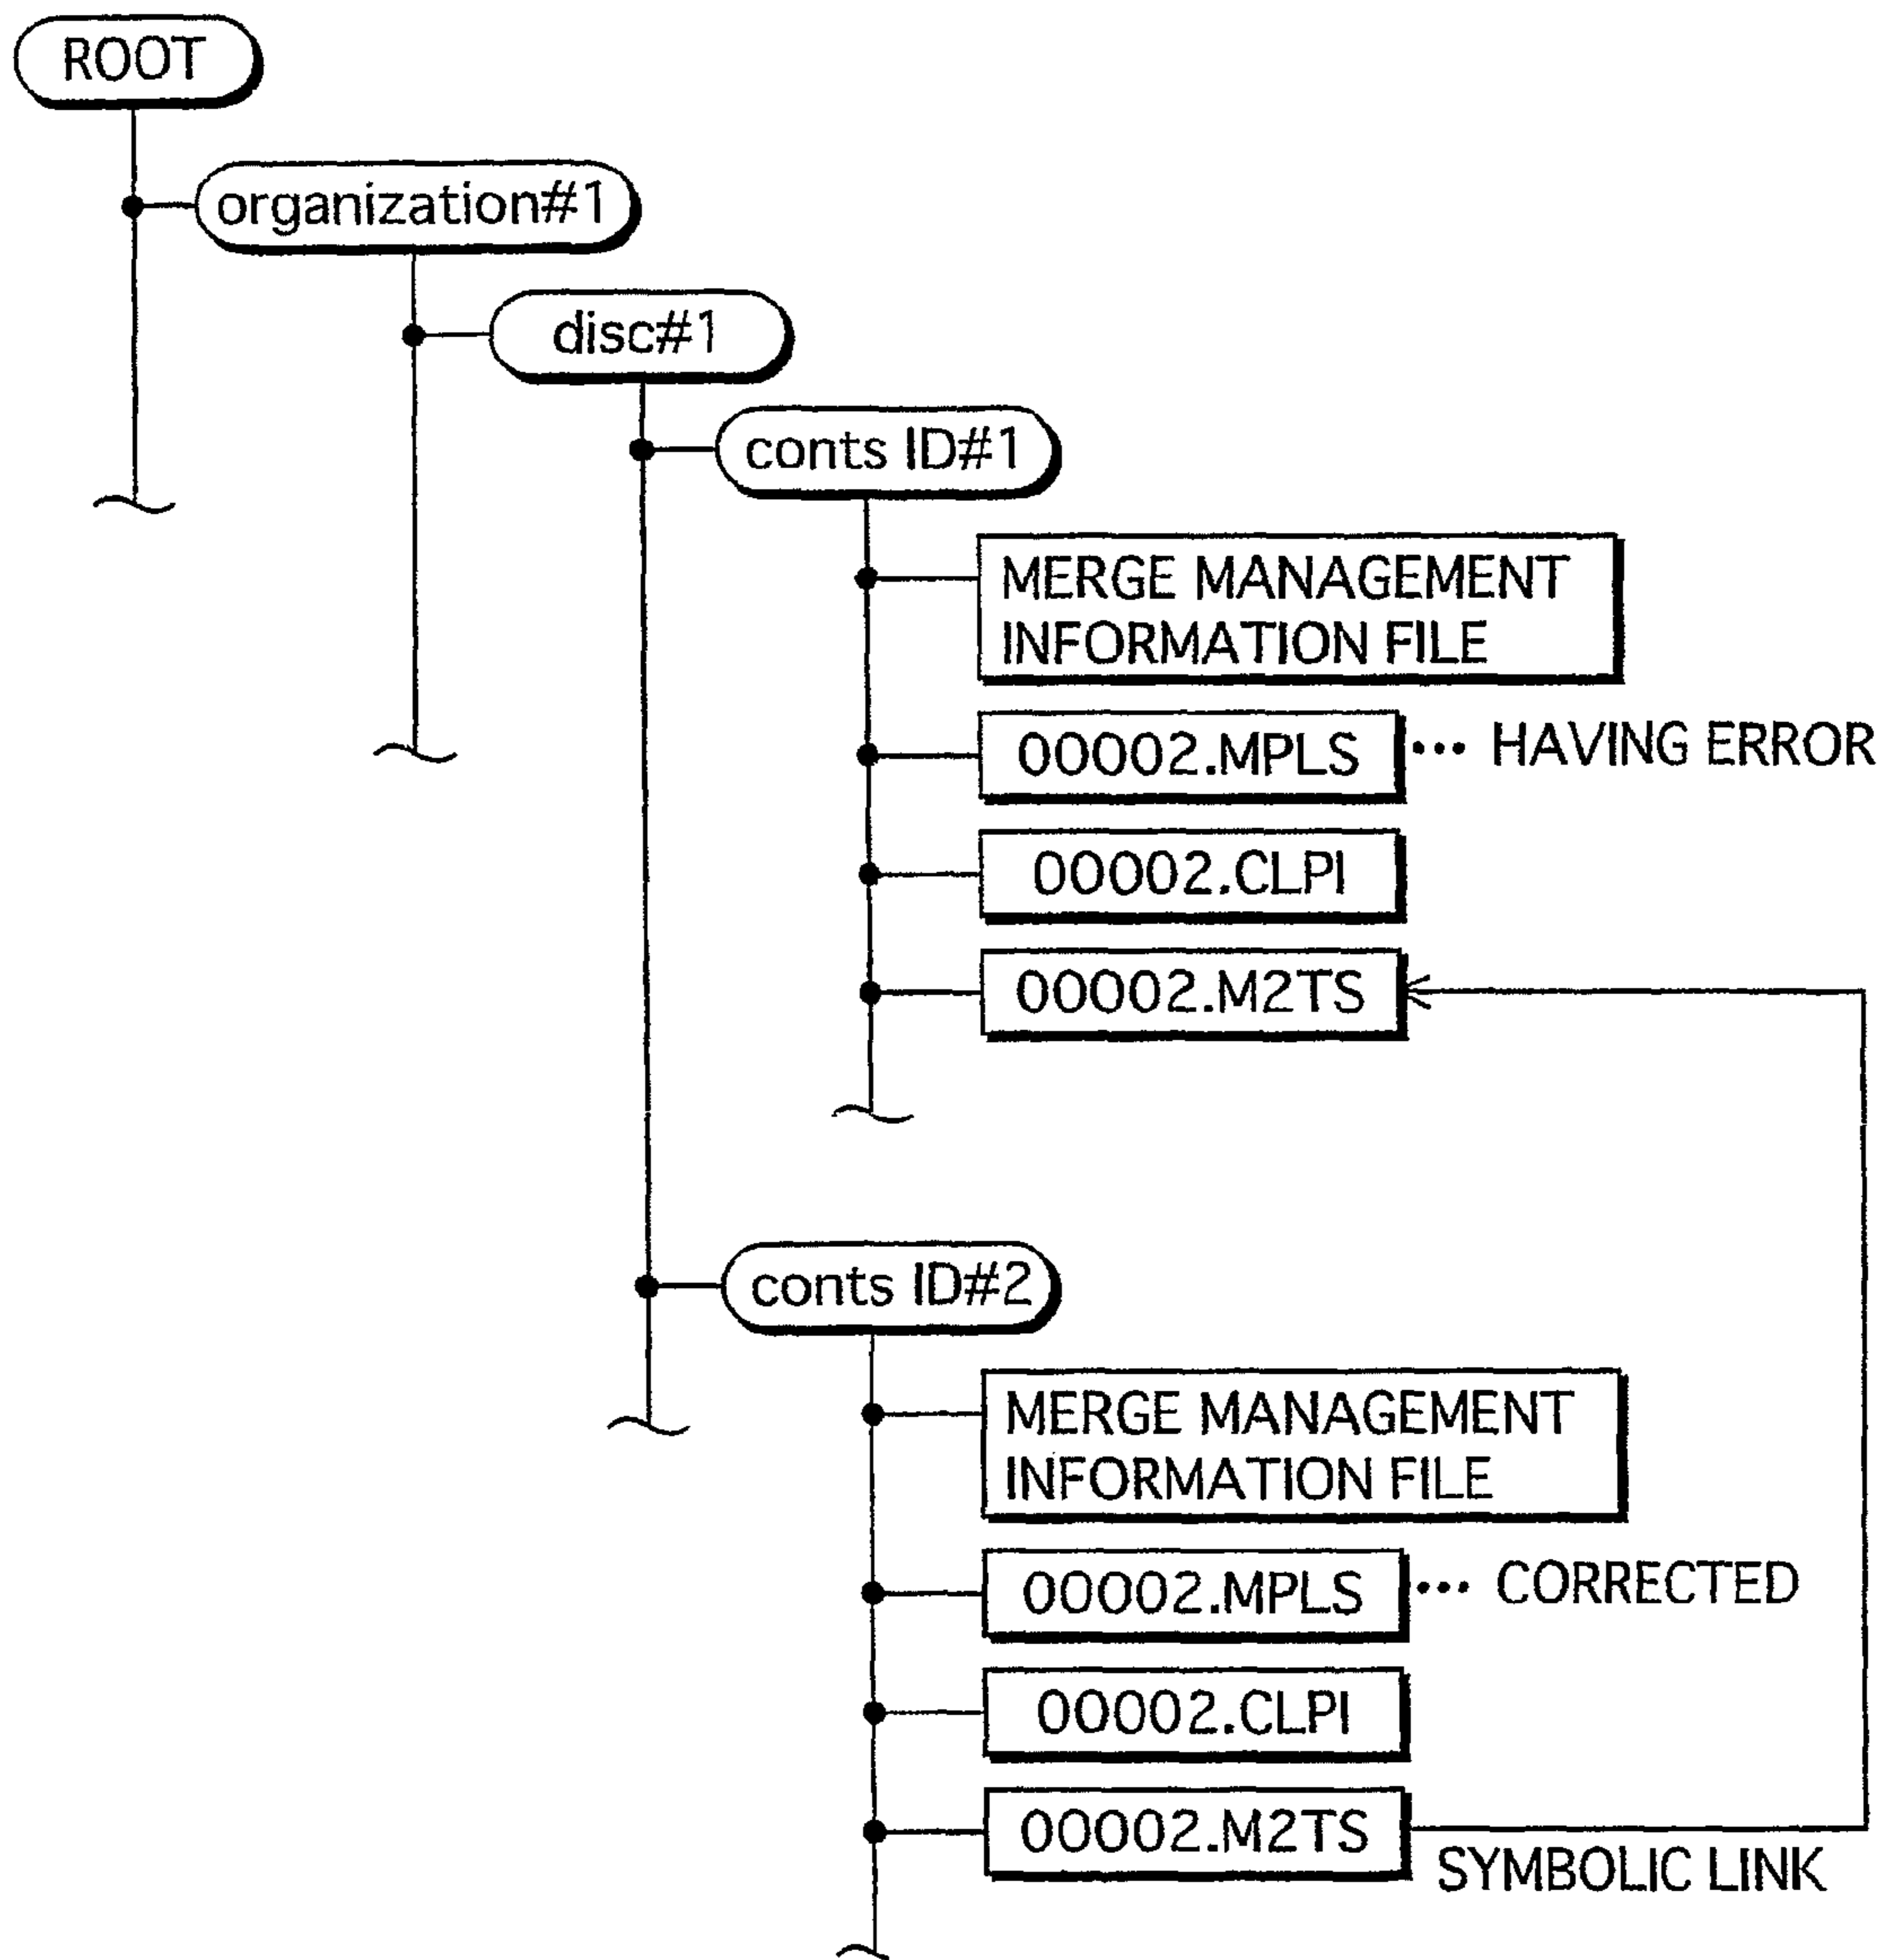 ROOT
organization#1
disc#1
conts ID#1
MERGE MANAGEMENT
INFORMATION FILE
00002.MPLS ... HAVING ERROR
00002.CLPI
00002.M2TS
conts ID#2
MERGE MANAGEMENT
INFORMATION FILE
00002.MPLS ... CORRECTED
00002.CLPI
00002.M2TS
SYMBOLIC LINK